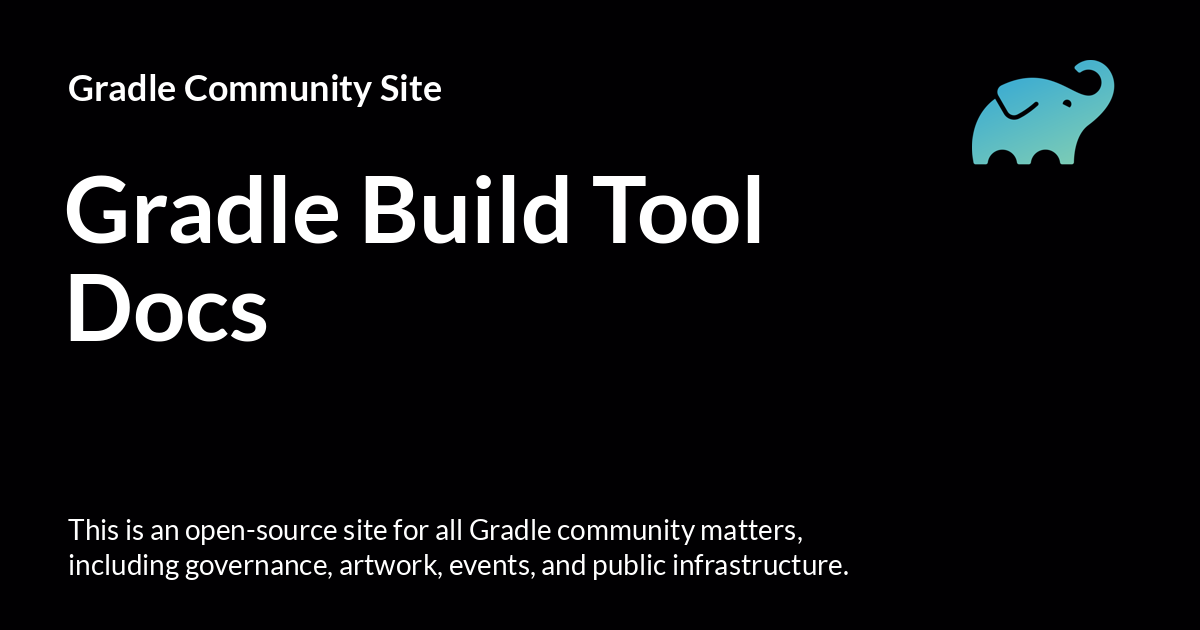 Gradle Community Site
Gradle Build Tool
Docs
This is an open-source site for all Gradle community matters,
including governance, artwork, events, and public infrastructure.